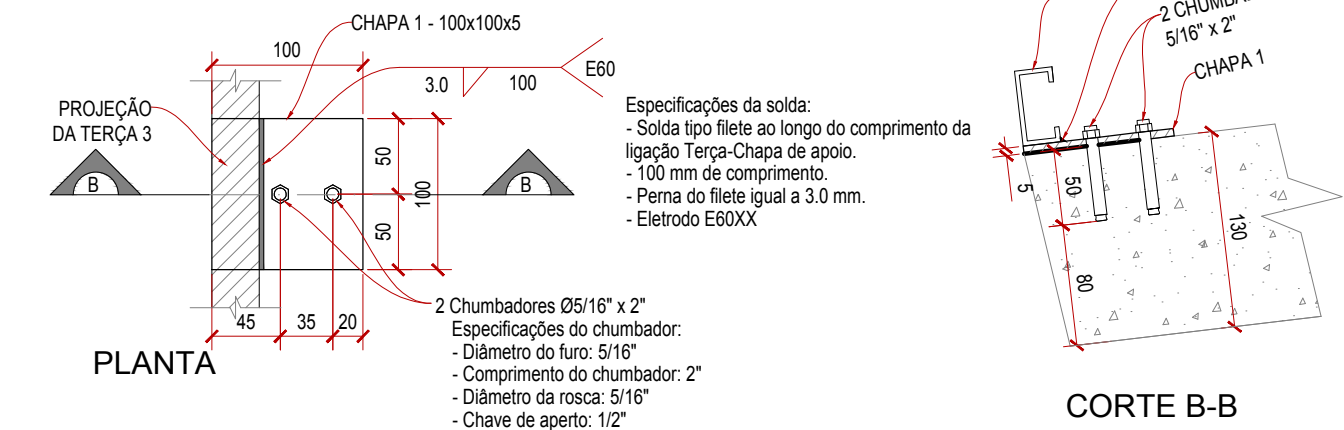 CHAPA 1 - 100x100x5
100
E60
3.0
100
PROJEÇÃO
DA TERÇA 3
B
B
50
100
50
45
35
20
2 Chumbadores Ø5/16" x 2"
Especificações do chumbador:
- Diâmetro do furo: 5/16"
- Comprimento do chumbador: 2"
- Diâmetro da rosca: 5/16"
- Chave de aperto: 1/2"
PLANTA
Especificações da solda:
- Solda tipo filete ao longo do comprimento da
ligação Terça-Chapa de apoio.
- 100 mm de comprimento.
- Perna do filete igual a 3.0 mm.
- Eletrodo E60XX
2
5/16" x 2"
CHAPA 1
5
50
130
80
CORTE B-B